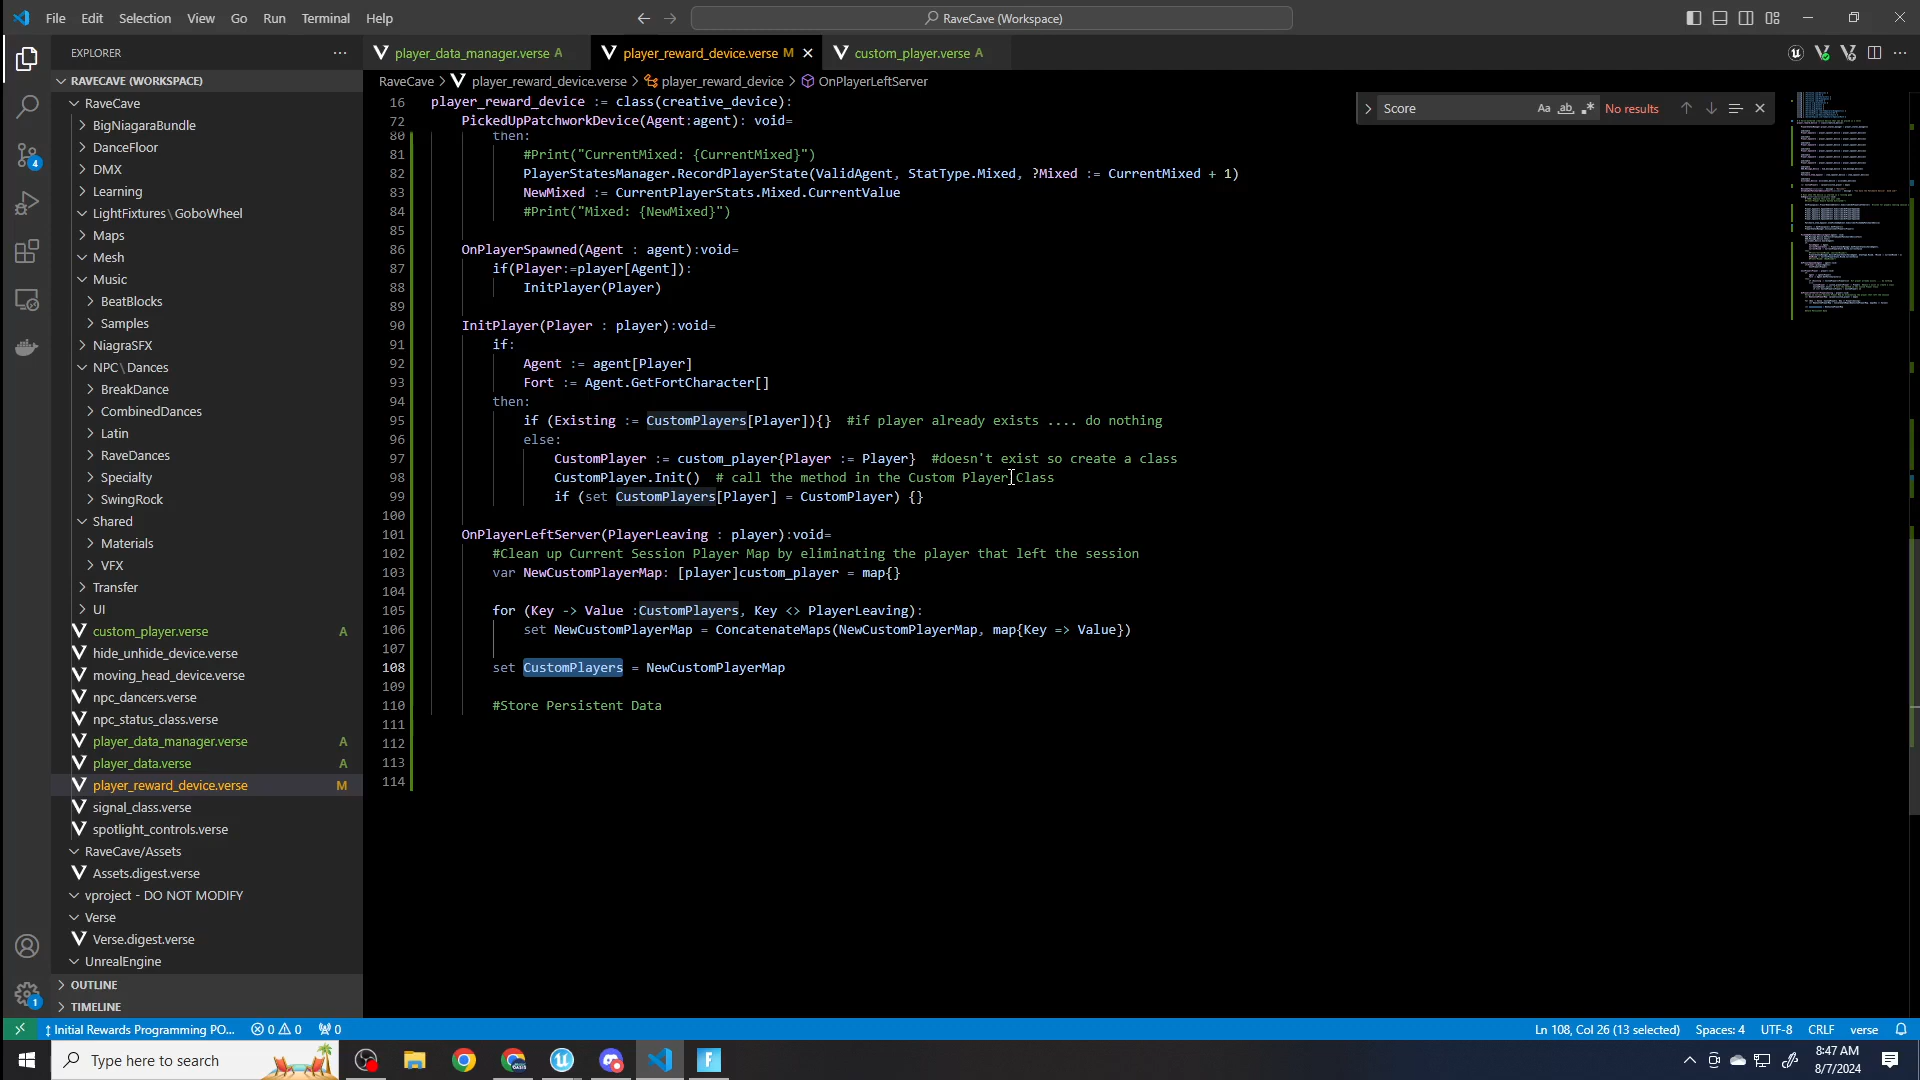 File Edit Selection View Go Run Terminal Help
RaveCave (Workspace)
EXPLORER
player_data_manager.verse A
player_reward_device.verse M
custom_player.verse A
RaveCave > player_reward_device.verse > player_reward_device > OnPlayerLeftServer
Score Aa ab No results
RAVECAVE (WORKSPACE)
RaveCave
BigNiagaraBundle
DanceFloor
DMX
Learning
LightFixtures\GoboWheel
Maps
Mesh
Music
BeatBlocks
Samples
NiagraSFX
NPC\Dances
BreakDance
CombinedDances
Latin
RaveDances
Specialty
SwingRock
Shared
Materials
VFX
Transfer
UI
custom_player.verse A
hide_unhide_device.verse
moving_head_device.verse
npc_dancers.verse
npc_status_class.verse
player_data_manager.verse A
player_data.verse A
player_reward_device.verse M
signal_class.verse
spotlight_controls.verse
RaveCave/Assets
Assets.digest.verse
vproject - DO NOT MODIFY
Verse
Verse.digest.verse
UnrealEngine
OUTLINE
TIMELINE
4
1
16 player_reward_device := class(creative_device):
72 PickedUpPatchworkDevice(Agent:agent): void=
80 then:
81 #Print("CurrentMixed: {CurrentMixed}")
82 PlayerStatesManager.RecordPlayerState(ValidAgent, StatType.Mixed, ?Mixed := CurrentMixed + 1)
83 NewMixed := CurrentPlayerStats.Mixed.CurrentValue
84 #Print("Mixed: {NewMixed}")
85
86 OnPlayerSpawned(Agent : agent):void=
87 if(Player:=player[Agent]):
88 InitPlayer(Player)
89
90 InitPlayer(Player : player):void=
91 if:
92 Agent := agent[Player]
93 Fort := Agent.GetFortCharacter[]
94 then:
95 if (Existing := CustomPlayers[Player]){} #if player already exists .... do nothing
96 else:
97 CustomPlayer := custom_player{Player := Player} #doesn't exist so create a class
98 CustomPlayer.Init() # call the method in the Custom Player Class
99 if (set CustomPlayers[Player] = CustomPlayer) {}
100
101 OnPlayerLeftServer(PlayerLeaving : player):void=
102 #Clean up Current Session Player Map by eliminating the player that left the session
103 var NewCustomPlayerMap: [player]custom_player = map{}
104
105 for (Key -> Value :CustomPlayers, Key <> PlayerLeaving):
106 set NewCustomPlayerMap = ConcatenateMaps(NewCustomPlayerMap, map{Key => Value})
107
108 set CustomPlayers = NewCustomPlayerMap
109
110 #Store Persistent Data
111
112
113
114
Initial Rewards Programming PO... 0 0 0
Ln 108, Col 26 (13 selected) Spaces: 4 UTF-8 CRLF verse
Type here to search
8:47 AM
8/7/2024